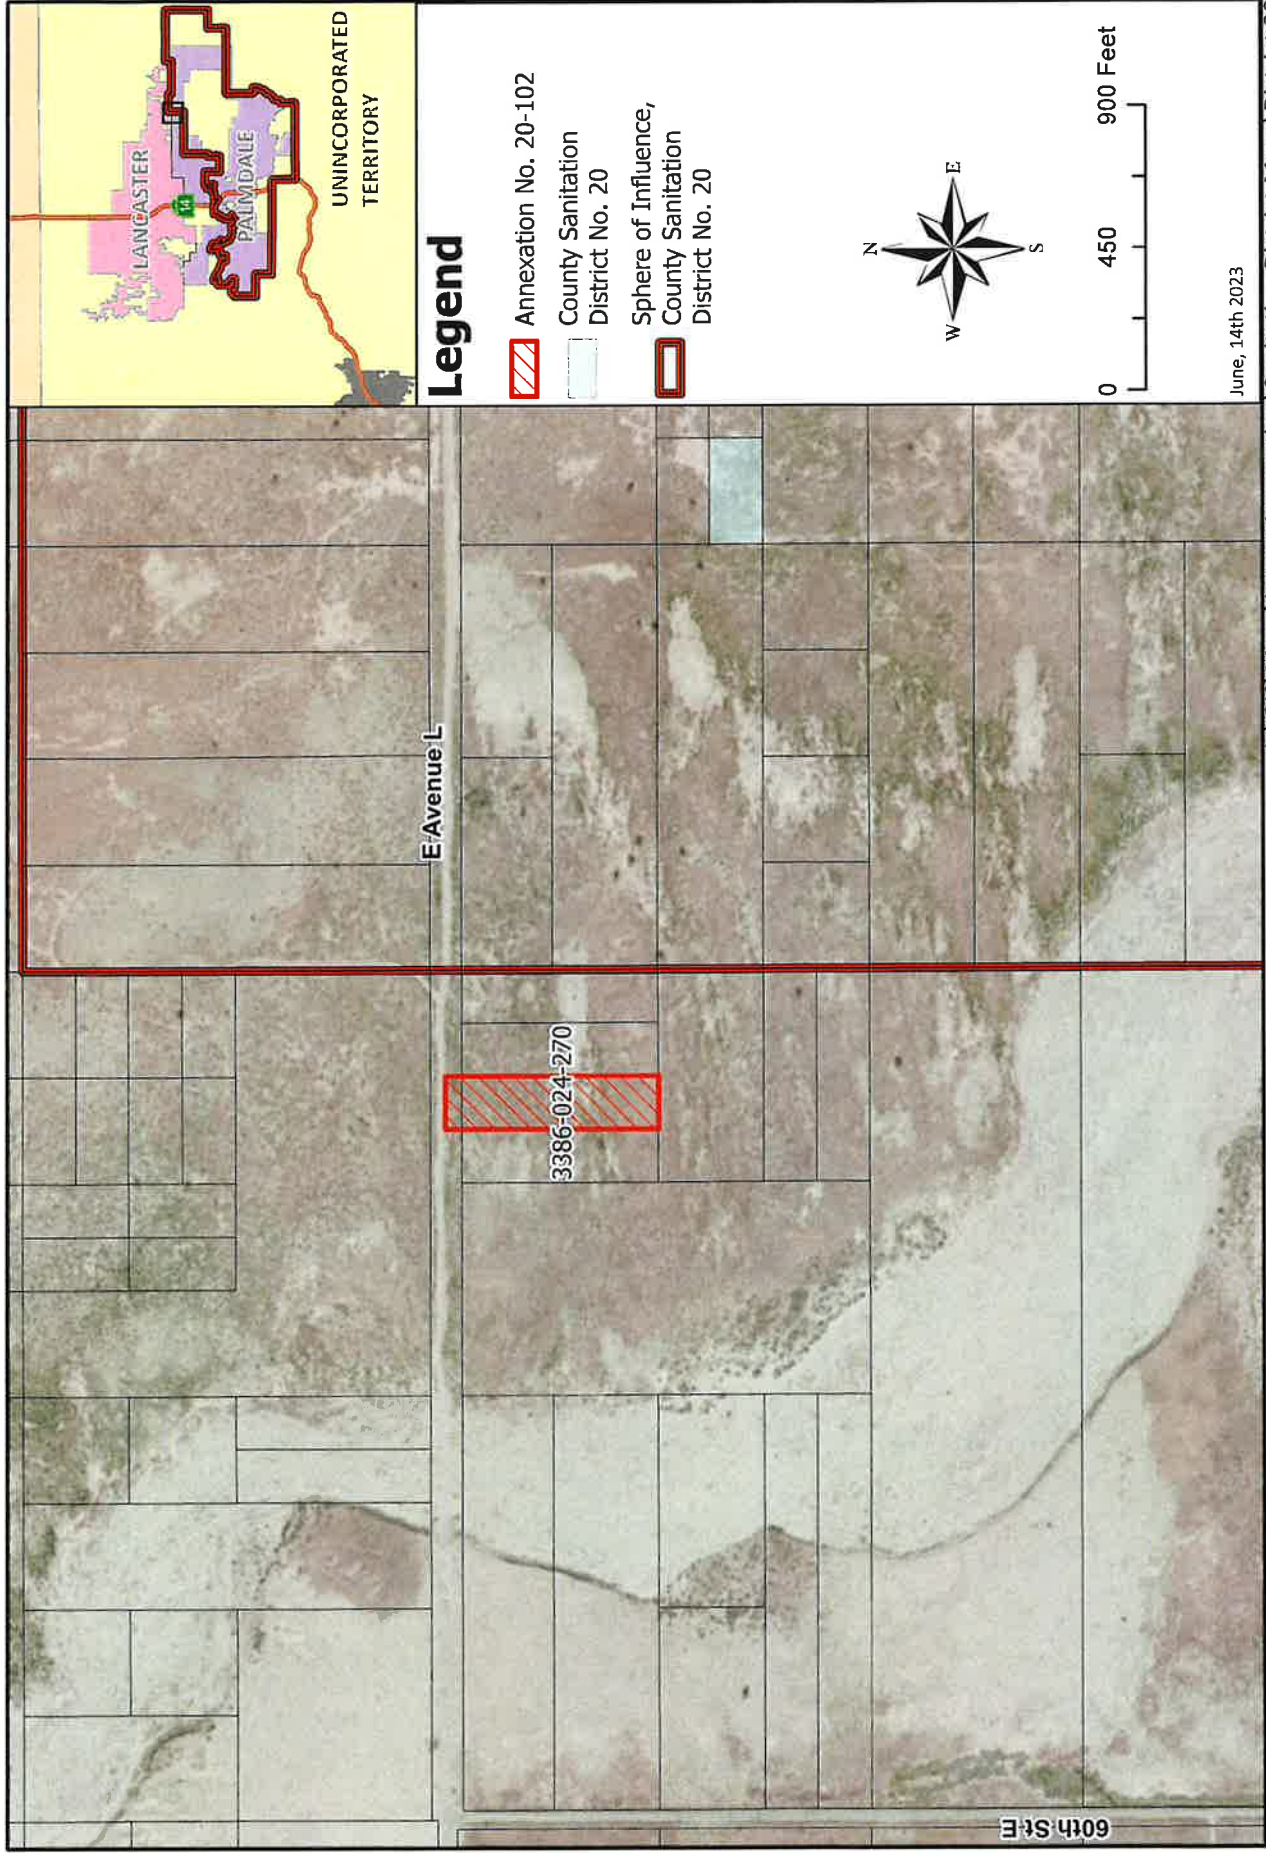 LANCASTER
14
PALMDALE
UNINCORPORATED
TERRITORY
Legend
Annexation No. 20-102
County Sanitation
District No. 20
Sphere of Influence,
County Sanitation
District No. 20
N
W
E
S
0 450 900 Feet
June, 14th 2023
E Avenue L
3386-024-270
60th St E